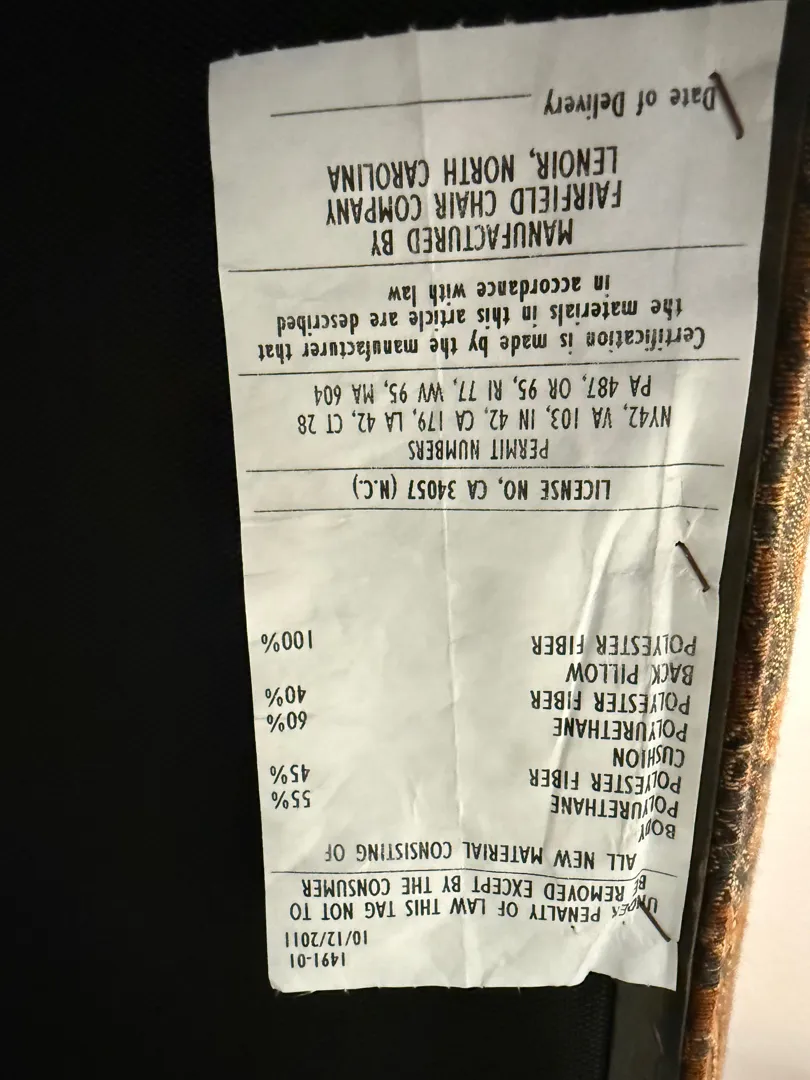 1491-01
10/12/2011
UNDER PENALTY OF LAW THIS TAG NOT TO
BE REMOVED EXCEPT BY THE CONSUMER
ALL NEW MATERIAL CONSISTING OF
BODY
POLYURETHANE 55%
POLYESTER FIBER 45%
CUSHION
POLYURETHANE 60%
POLYESTER FIBER 40%
BACK PILLOW
POLYESTER FIBER 100%
LICENSE NO, CA 34057 (N.C.)
PERMIT NUMBERS
NY42, VA 103, IN 42, CA 179, LA 42, CT 28
PA 487, OR 95, RI 77, WV 95, MA 604
Certification is made by the manufacturer that
the materials in this article are described
in accordance with law
MANUFACTURED BY
FAIRFIELD CHAIR COMPANY
LENOIR, NORTH CAROLINA
Date of Delivery